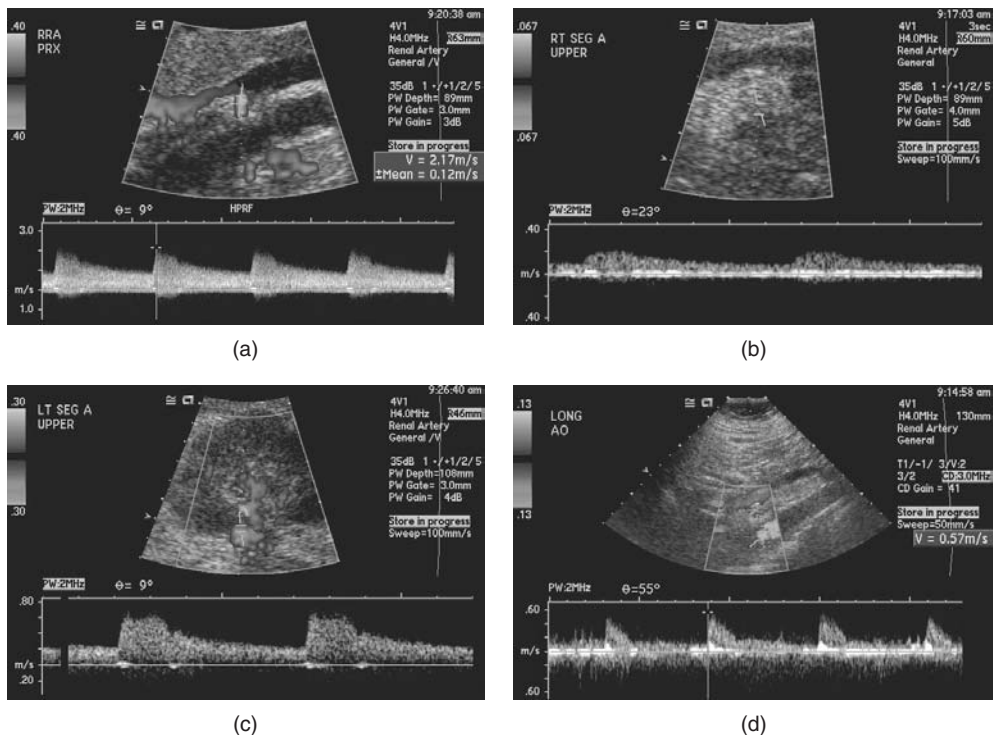 9:20:38 am
RRA
PRX
.40
.40
4V1
H4.0MHz R63mm
Renal Artery
General /V
35dB 1 +/+1/2/5
PW Depth= 89mm
PW Gate= 3.0mm
PW Gain= 3dB
Store in progress
V = 2.17m/s
±Mean = 0.12m/s
PW:2MHz
θ= 9°
HPRF
3.0
m/s
1.0
(a)
9:17:03 am
RT SEG A
UPPER
.067
.067
4V1 3sec
H4.0MHz R60mm
Renal Artery
General
35dB 1 +/+1/2/5
PW Depth= 89mm
PW Gate= 4.0mm
PW Gain= 5dB
Store in progress
Sweep=100mm/s
PW:2MHz
θ=23°
.40
m/s
.40
(b)
9:26:40 am
LT SEG A
UPPER
.30
.30
4V1
H4.0MHz R46mm
Renal Artery
General /V
35dB 1 +/+1/2/5
PW Depth=108mm
PW Gate= 3.0mm
PW Gain= 4dB
Store in progress
Sweep=100mm/s
PW:2MHz
θ= 9°
.80
m/s
.20
(c)
9:14:58 am
LONG
AO
.13
.13
4V1
H4.0MHz 130mm
Renal Artery
General
T1/-1/ 3/V:2
3/2 CD:3.0MHz
CD Gain = 41
Store in progress
Sweep=50mm/s
V = 0.57m/s
PW:2MHz
θ=55°
.60
m/s
.60
(d)